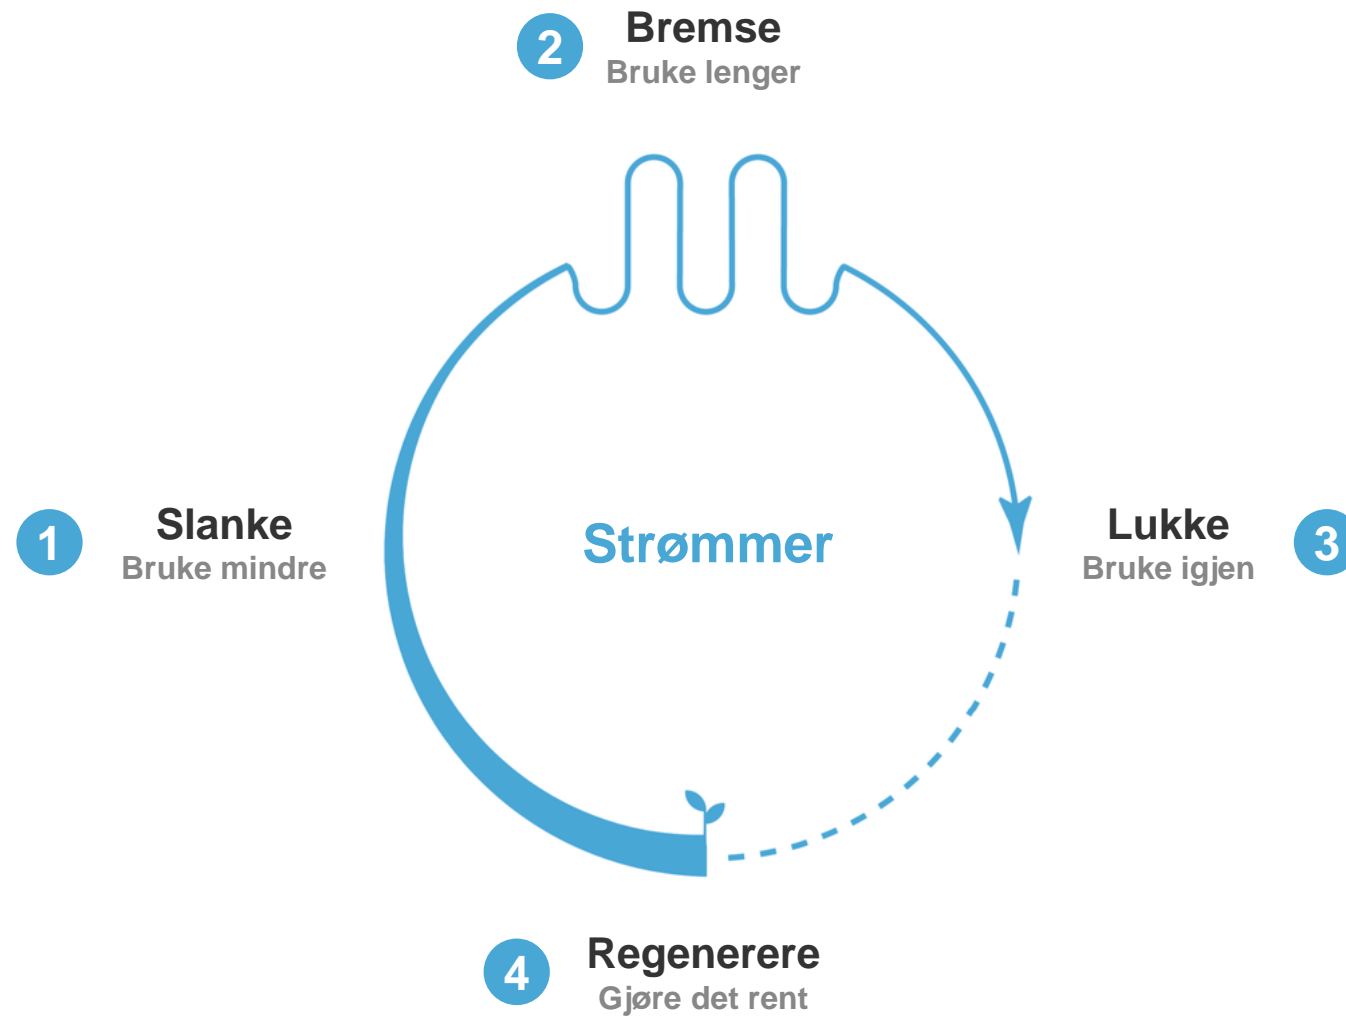 2
Bremse
Bruke lenger
1
Slanke
Bruke mindre
Strømmer
Lukke
Bruke igjen
3
4
Regenerere
Gjøre det rent